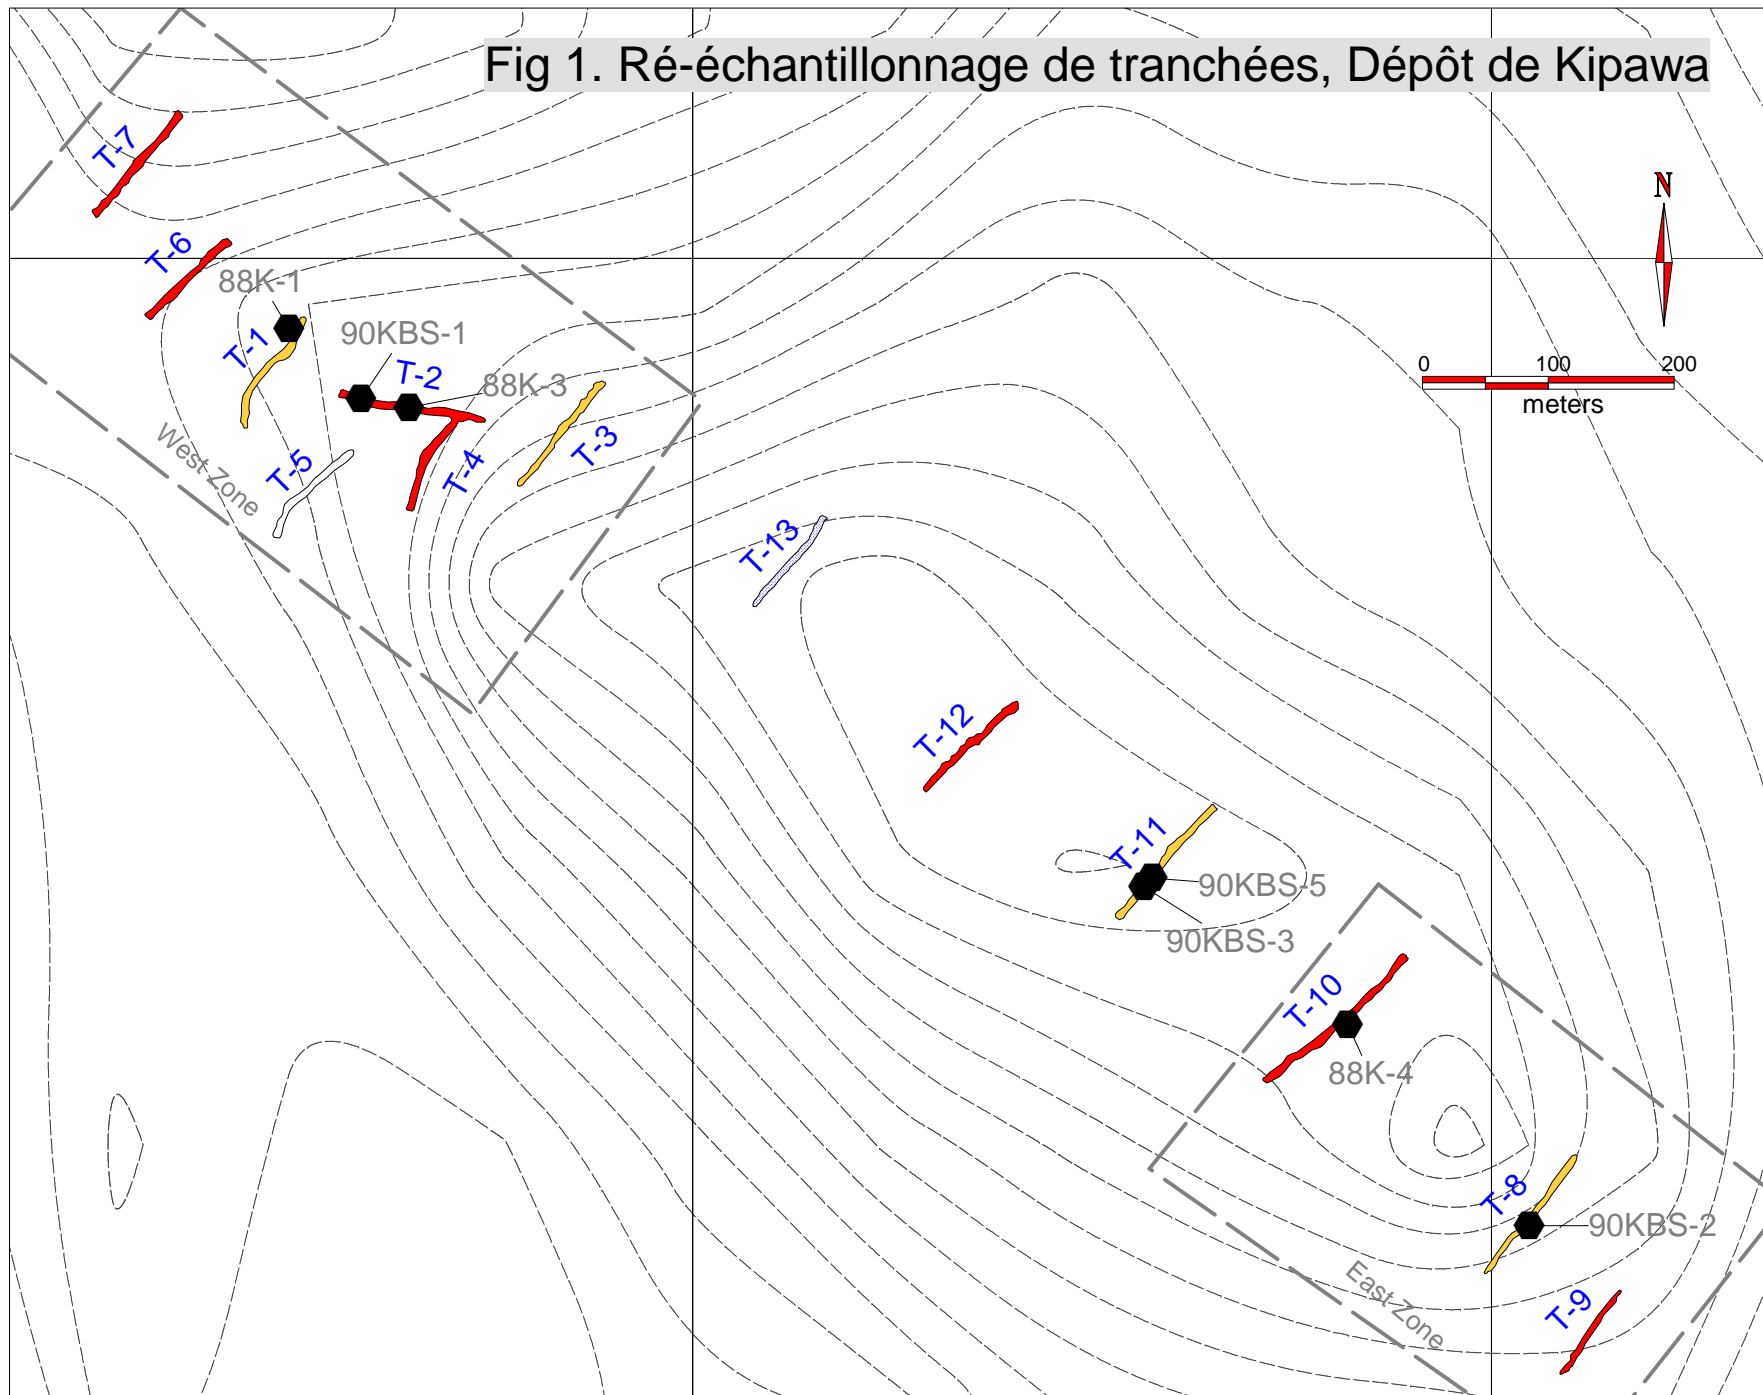 Fig 1. Ré-échantillonnage de tranchées, Dépôt de Kipawa
T-7
N
T-6
88K-1
90KBS-1
T-1
T-2
88K-3
0 100 200
meters
West Zone
T-5
T-4
T-3
T-13
T-12
T-11
90KBS-5
90KBS-3
T-10
88K-4
T-8
90KBS-2
East Zone
T-9